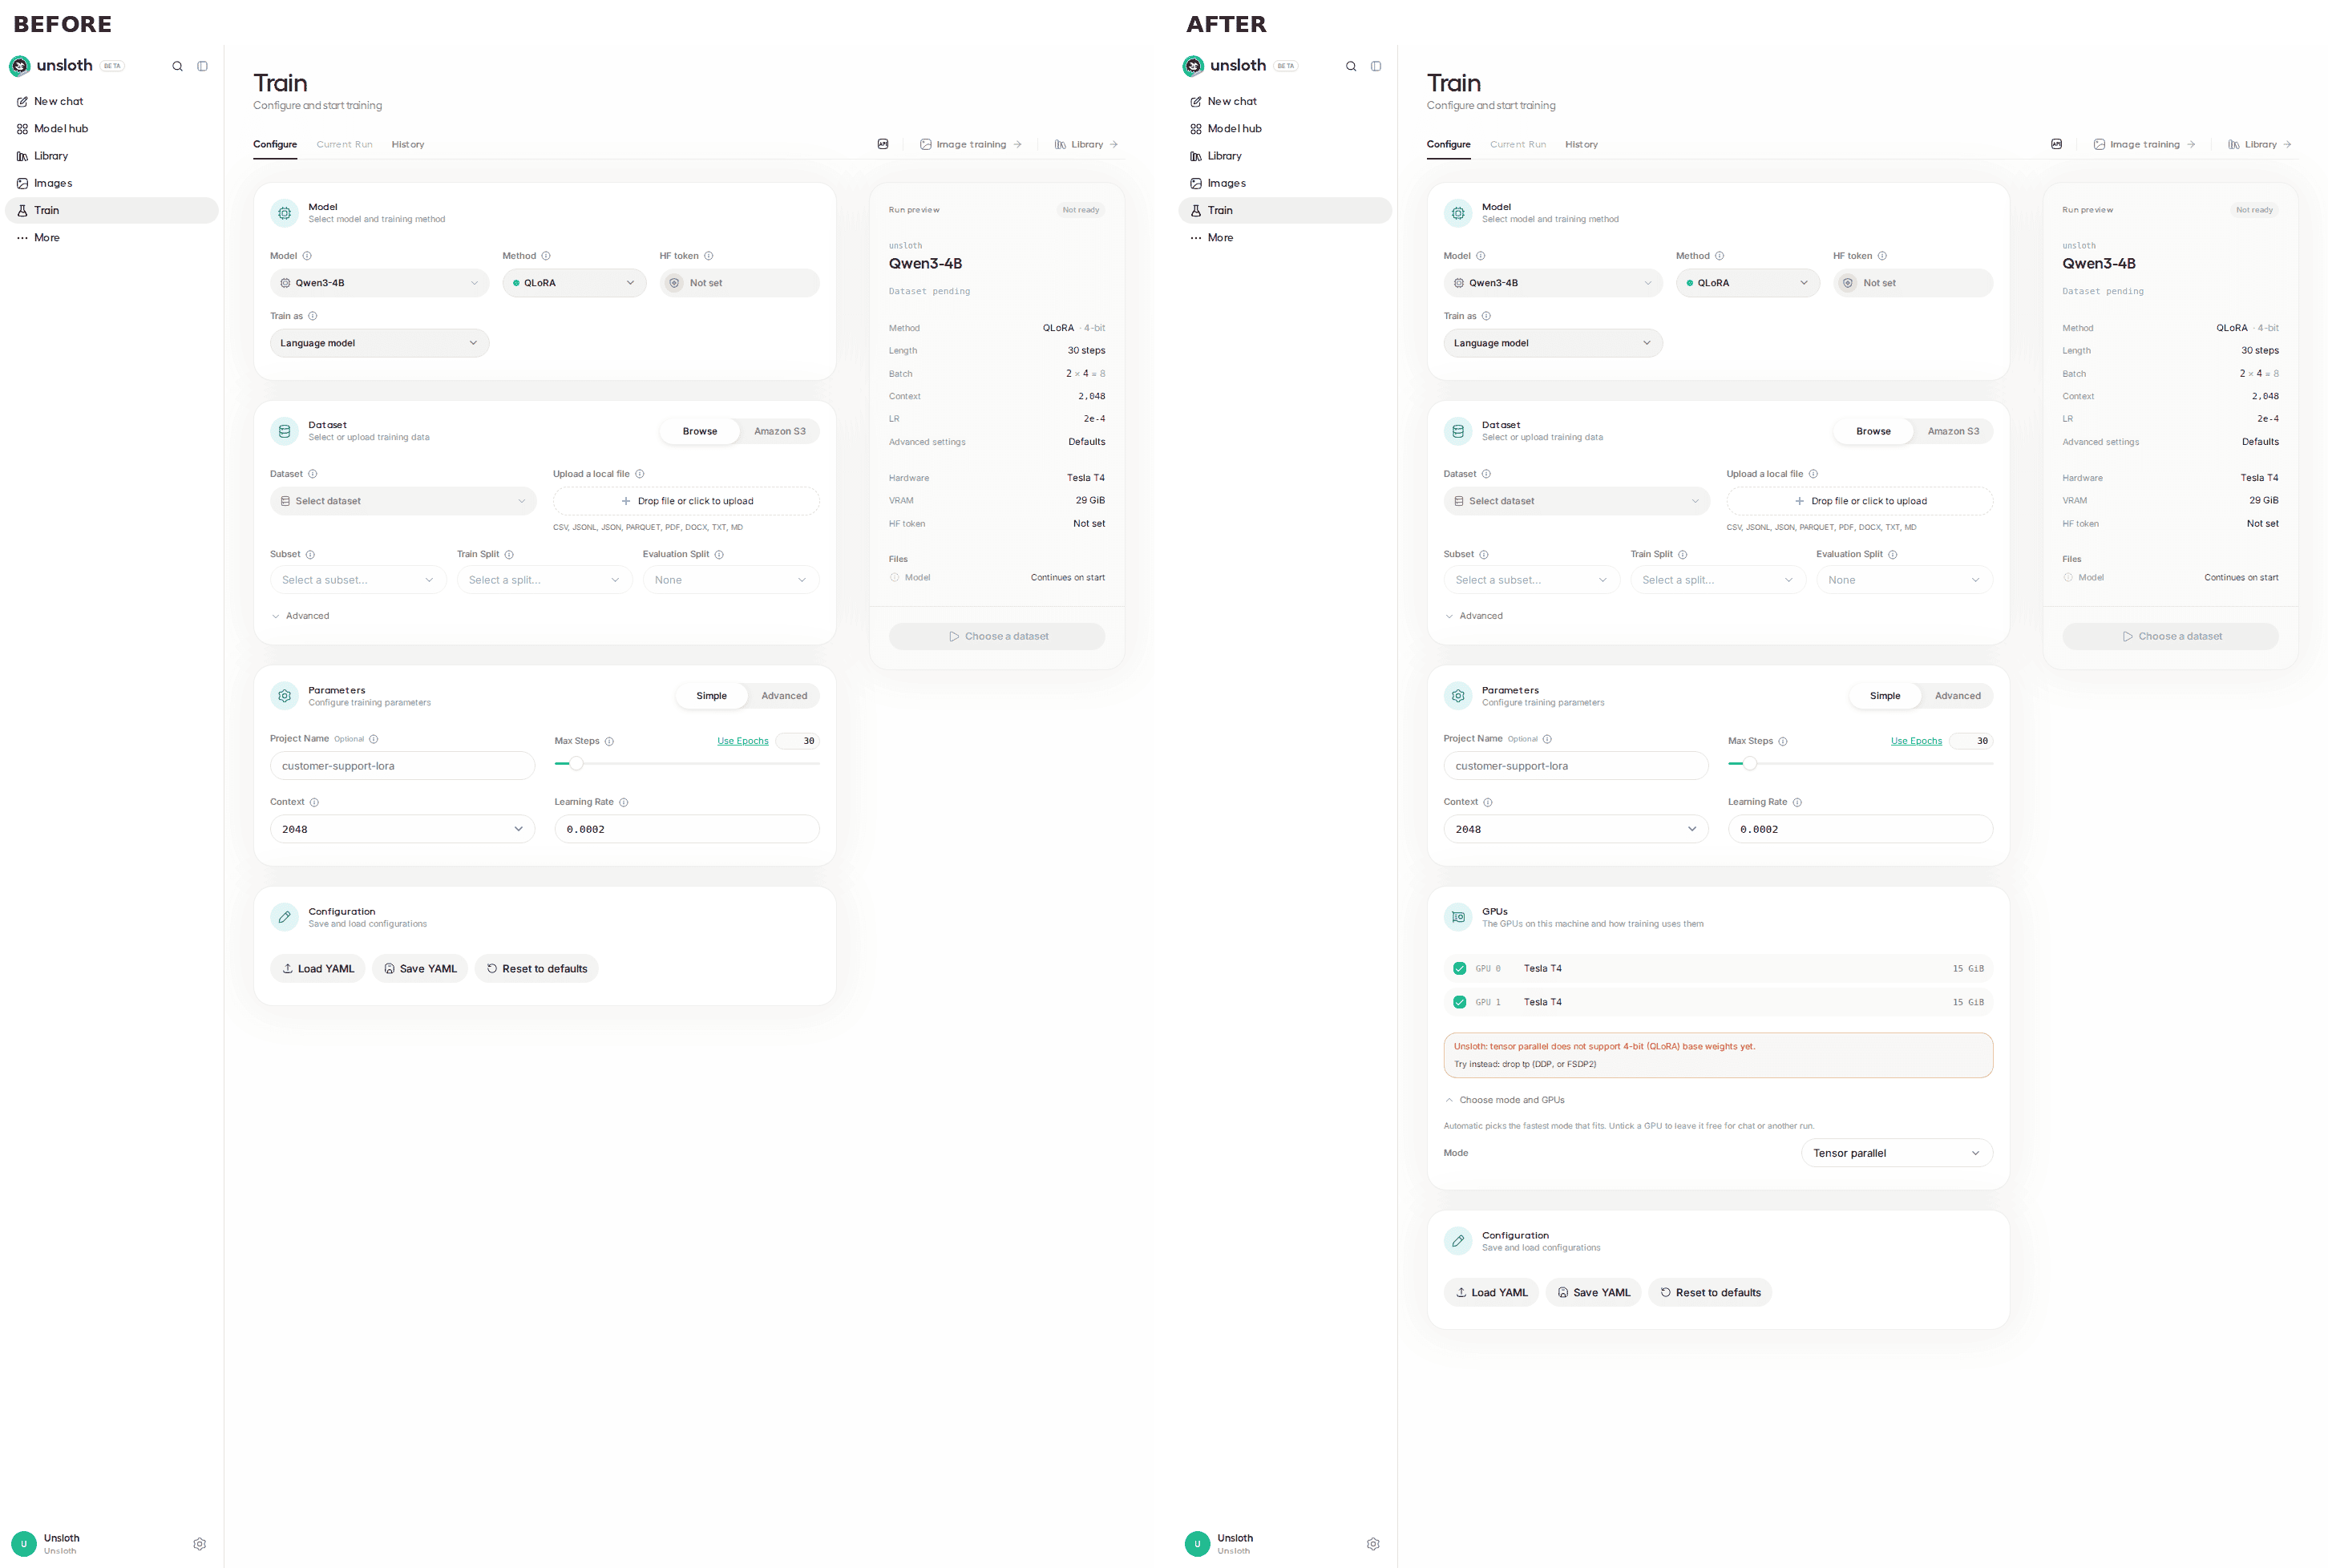 BEFORE
unsloth BETA
New chat
Model hub
Library
Images
Train
More
Train
Configure and start training
Configure Current Run History
API Image training Library
Model
Select model and training method
Model Method HF token
Qwen3-4B QLoRA Not set
Train as
Language model
Dataset
Select or upload training data
Browse Amazon S3
Dataset Upload a local file
Select dataset Drop file or click to upload
CSV, JSONL, JSON, PARQUET, PDF, DOCX, TXT, MD
Subset Train Split Evaluation Split
Select a subset... Select a split... None
Advanced
Parameters
Configure training parameters
Simple Advanced
Project Name Optional Max Steps Use Epochs 30
customer-support-lora
Context Learning Rate
2048 0.0002
Configuration
Save and load configurations
Load YAML Save YAML Reset to defaults
Run preview Not ready
unsloth
Qwen3-4B
Dataset pending
Method QLoRA · 4-bit
Length 30 steps
Batch 2 × 4 = 8
Context 2,048
LR 2e-4
Advanced settings Defaults
Hardware Tesla T4
VRAM 29 GiB
HF token Not set
Files
Model Continues on start
Choose a dataset
U
Unsloth
Unsloth
AFTER
unsloth BETA
New chat
Model hub
Library
Images
Train
More
Train
Configure and start training
Configure Current Run History
API Image training Library
Model
Select model and training method
Model Method HF token
Qwen3-4B QLoRA Not set
Train as
Language model
Dataset
Select or upload training data
Browse Amazon S3
Dataset Upload a local file
Select dataset Drop file or click to upload
CSV, JSONL, JSON, PARQUET, PDF, DOCX, TXT, MD
Subset Train Split Evaluation Split
Select a subset... Select a split... None
Advanced
Parameters
Configure training parameters
Simple Advanced
Project Name Optional Max Steps Use Epochs 30
customer-support-lora
Context Learning Rate
2048 0.0002
GPUs
The GPUs on this machine and how training uses them
GPU 0 Tesla T4 15 GiB
GPU 1 Tesla T4 15 GiB
Unsloth: tensor parallel does not support 4-bit (QLoRA) base weights yet.
Try instead: drop tp (DDP, or FSDP2)
Choose mode and GPUs
Automatic picks the fastest mode that fits. Untick a GPU to leave it free for chat or another run.
Mode Tensor parallel
Configuration
Save and load configurations
Load YAML Save YAML Reset to defaults
Run preview Not ready
unsloth
Qwen3-4B
Dataset pending
Method QLoRA · 4-bit
Length 30 steps
Batch 2 × 4 = 8
Context 2,048
LR 2e-4
Advanced settings Defaults
Hardware Tesla T4
VRAM 29 GiB
HF token Not set
Files
Model Continues on start
Choose a dataset
U
Unsloth
Unsloth